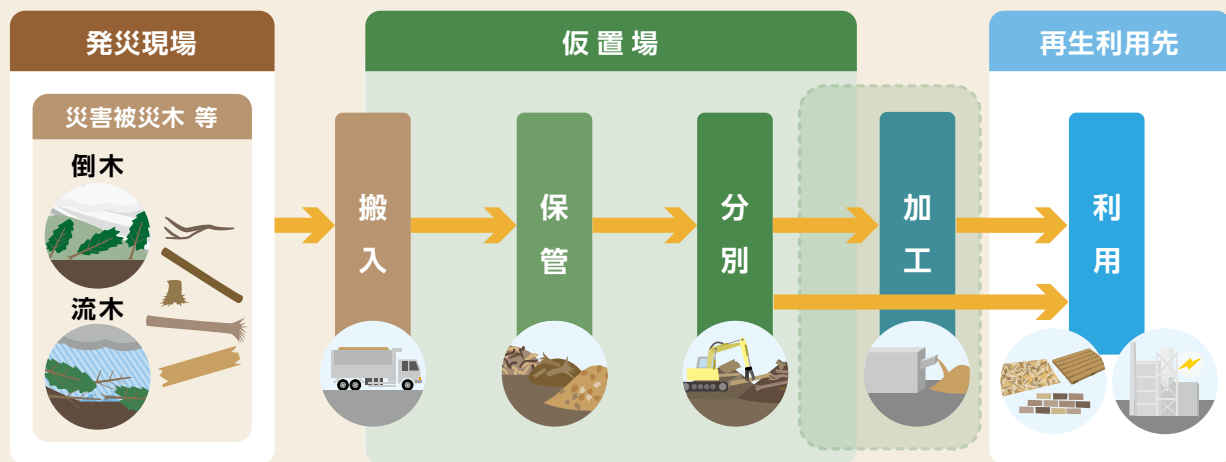 発災現場
仮置場
再生利用先
災害被災木 等
倒木
流木
搬入
保管
分別
加工
利用